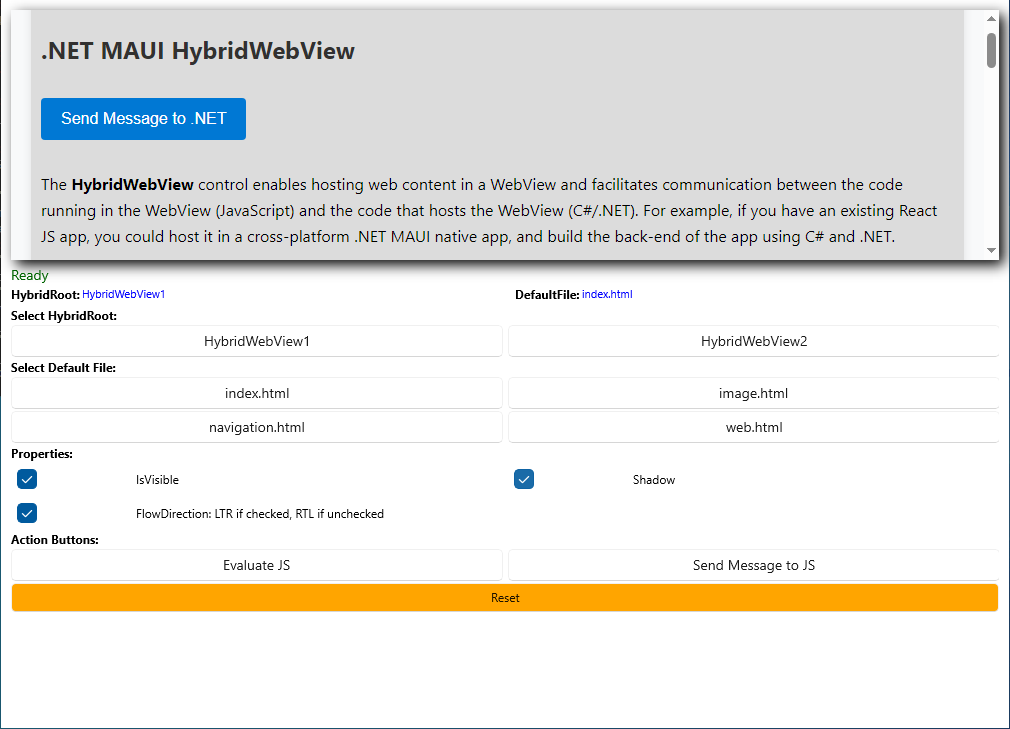 .NET MAUI HybridWebView
Send Message to .NET
The HybridWebView control enables hosting web content in a WebView and facilitates communication between the code
running in the WebView (JavaScript) and the code that hosts the WebView (C#/.NET). For example, if you have an existing React
JS app, you could host it in a cross-platform .NET MAUI native app, and build the back-end of the app using C# and .NET.
Ready
HybridRoot: HybridWebView1 DefaultFile: index.html
Select HybridRoot:
HybridWebView1 HybridWebView2
Select Default File:
index.html image.html
navigation.html web.html
Properties:
IsVisible Shadow
FlowDirection: LTR if checked, RTL if unchecked
Action Buttons:
Evaluate JS Send Message to JS
Reset